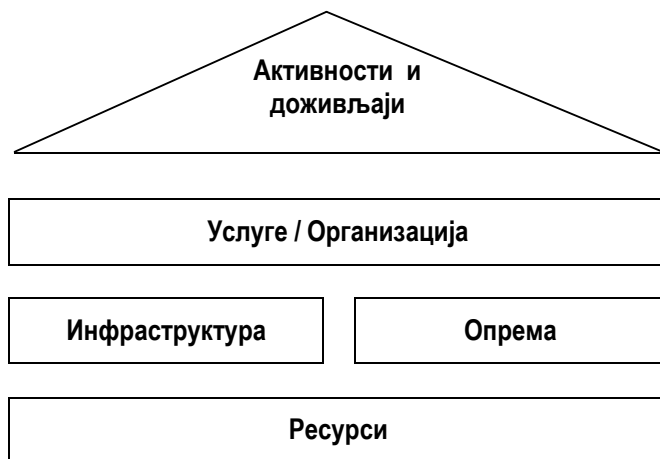 Активности и
доживљаји
Услуге / Организација
Инфраструктура
Опрема
Ресурси